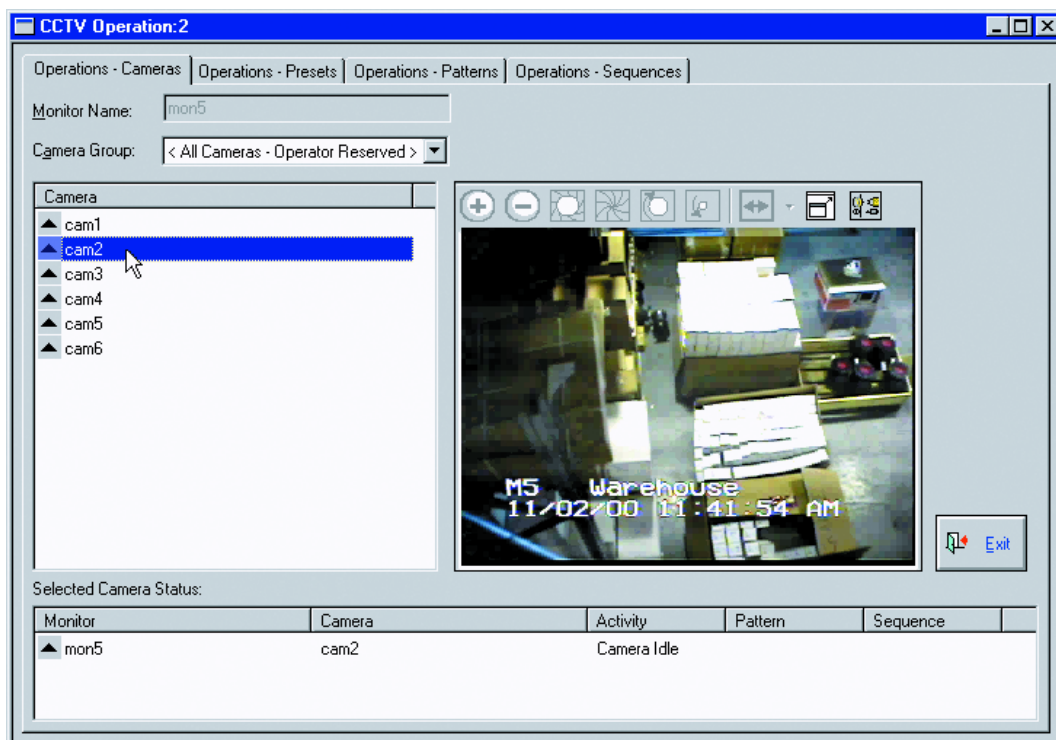 CCTV Operation:2
Operations - Cameras Operations - Presets Operations - Patterns Operations - Sequences
Monitor Name: mon5
Camera Group: < All Cameras - Operator Reserved >
Camera
cam1
cam2
cam3
cam4
cam5
cam6
M5 Warehouse
11/02/00 11:41:54 AM
Exit
Selected Camera Status:
Monitor Camera Activity Pattern Sequence
mon5 cam2 Camera Idle